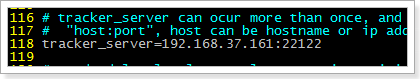 116 # tracker_server can ocur more than once, and
117 #  "host:port", host can be hostname or ip add
118 tracker_server=192.168.37.161:22122
119